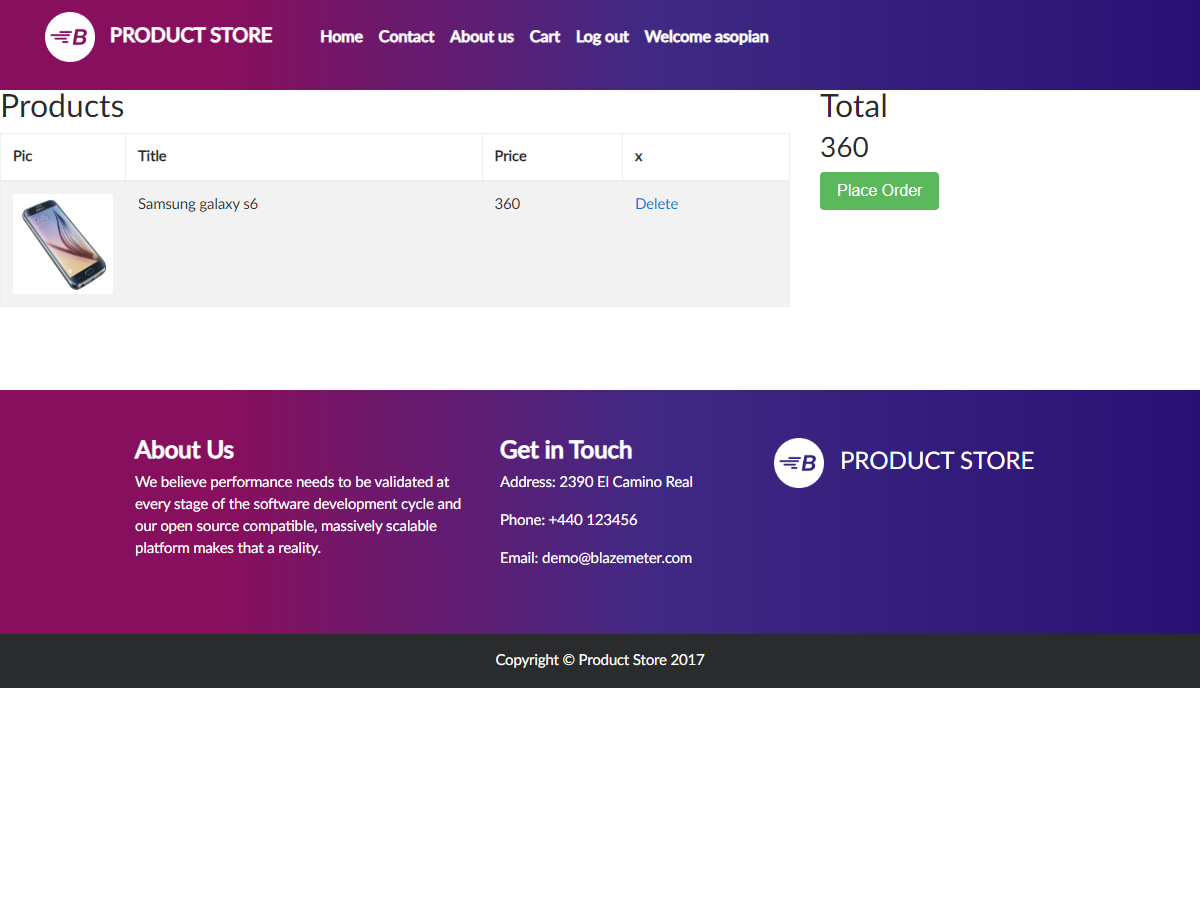 B PRODUCT STORE Home Contact About us Cart Log out Welcome asopian
Products
Pic Title Price x
Samsung galaxy s6 360 Delete
Total
360
Place Order
About Us
We believe performance needs to be validated at
every stage of the software development cycle and
our open source compatible, massively scalable
platform makes that a reality.
Get in Touch
Address: 2390 El Camino Real
Phone: +440 123456
Email: demo@blazemeter.com
B PRODUCT STORE
Copyright © Product Store 2017